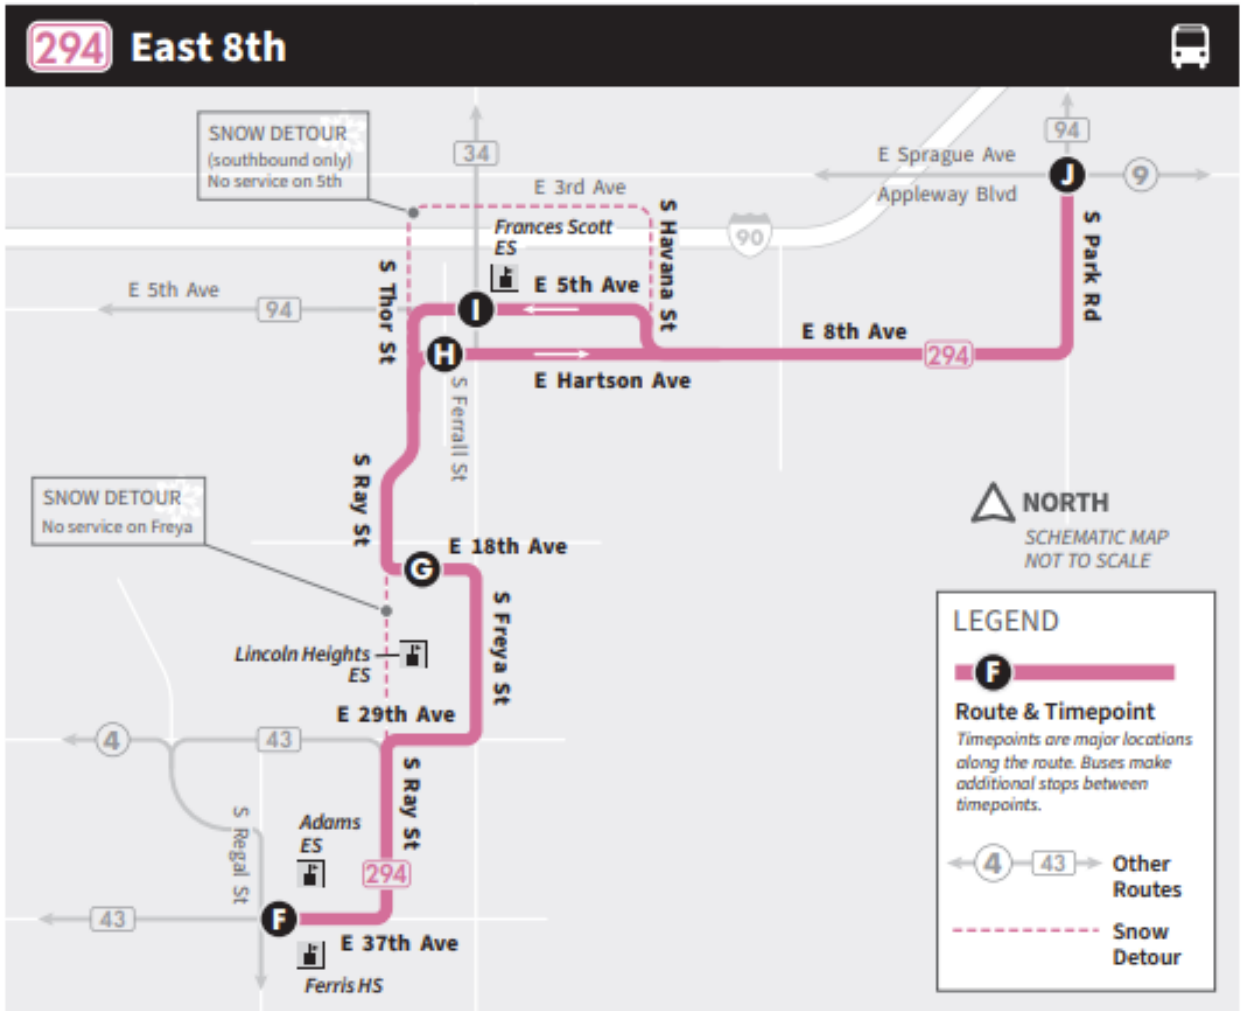 294 East 8th
SNOW DETOUR
(southbound only)
No service on 5th
34
94
E Sprague Ave
J
9
Appleway Blvd
E 3rd Ave
S Havana St
90
S Park Rd
Frances Scott
ES
S Thor St
E 5th Ave
94
I
E 5th Ave
E 8th Ave
294
H
E Hartson Ave
S Ferrall St
S Ray St
SNOW DETOUR
No service on Freya
NORTH
SCHEMATIC MAP
NOT TO SCALE
E 18th Ave
G
S Freya St
Lincoln Heights
ES
E 29th Ave
4
43
S Ray St
S Regal St
Adams
ES
294
43
F
E 37th Ave
Ferris HS
LEGEND
F
Route & Timepoint
Timepoints are major locations
along the route. Buses make
additional stops between
timepoints.
4
43
Other
Routes
Snow
Detour